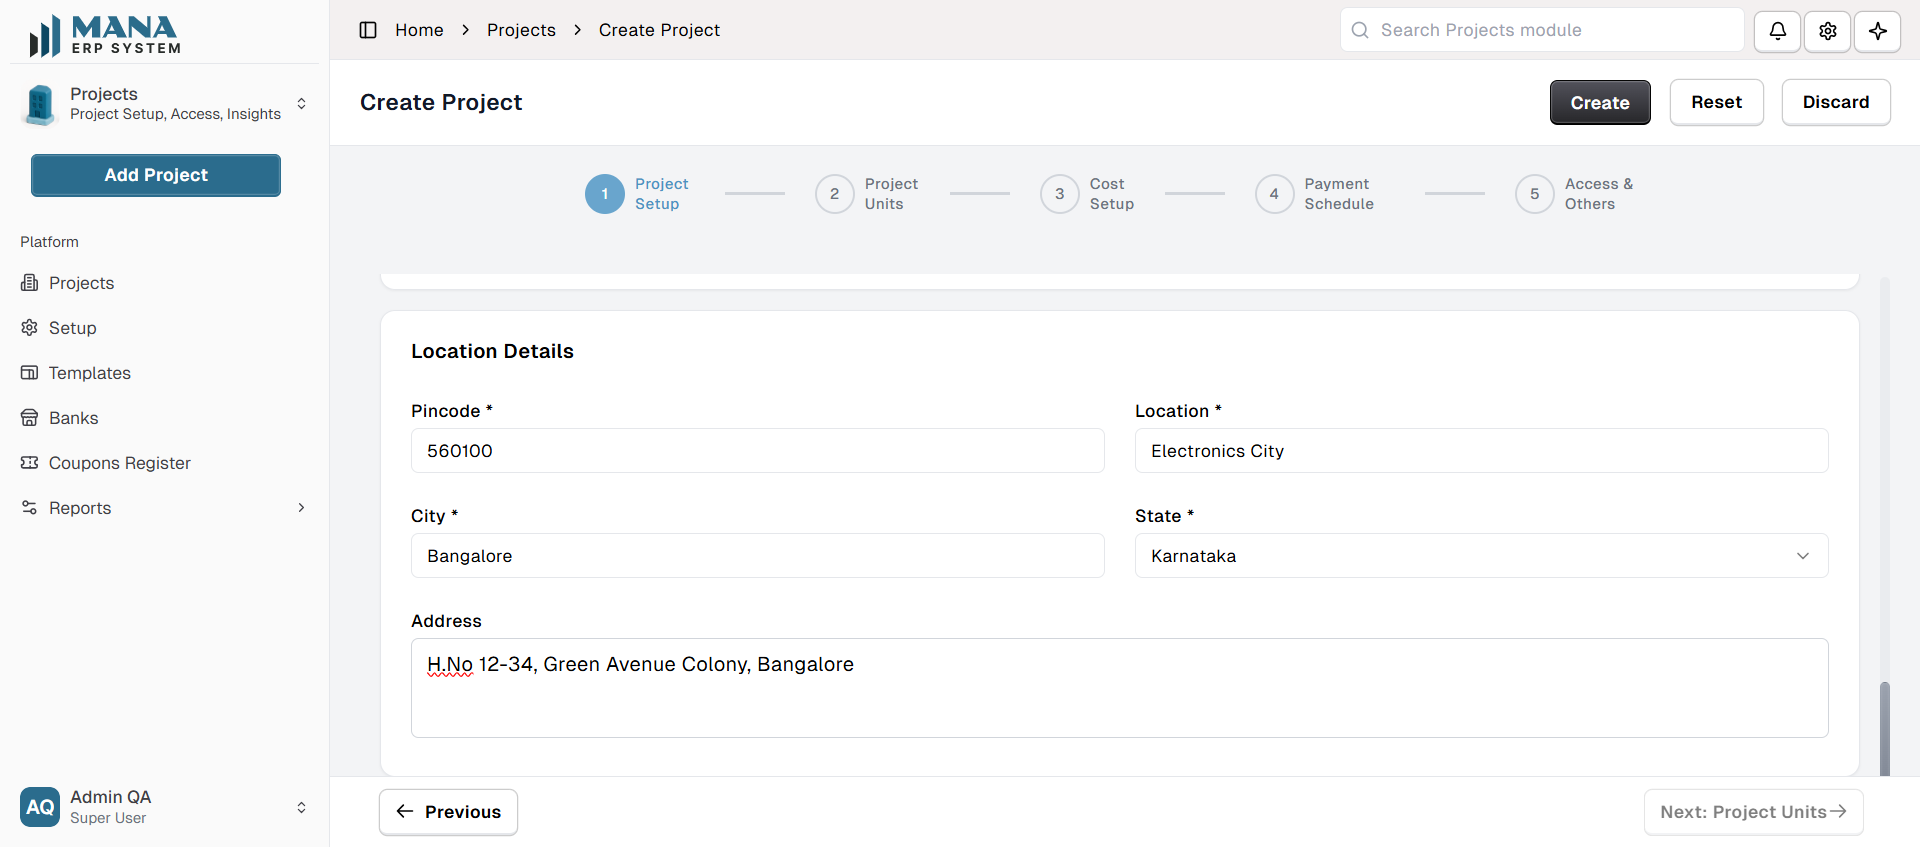 MANA
ERP SYSTEM
Home
Projects
Create Project
Search Projects module
Projects
Project Setup, Access, Insights
Create Project
Create
Reset
Discard
Add Project
1
Project
Setup
2
Project
Units
3
Cost
Setup
4
Payment
Schedule
5
Access &
Others
Platform
Projects
Setup
Templates
Banks
Coupons Register
Reports
Location Details
Pincode *
560100
Location *
Electronics City
City *
Bangalore
State *
Karnataka
Address
H.No 12-34, Green Avenue Colony, Bangalore
AQ
Admin QA
Super User
Previous
Next: Project Units